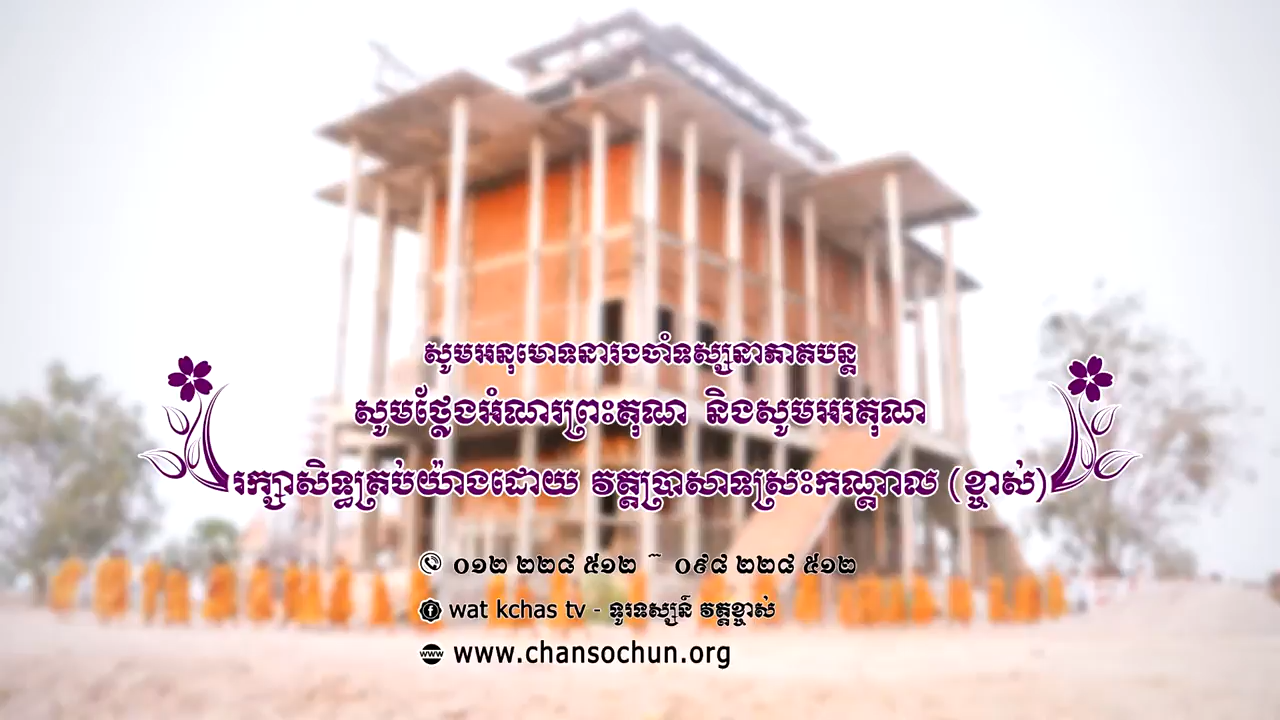 សូមអនុមោទនារងចាំទស្សនាភាគបន្ត
សូមថ្លែងអំណរព្រះគុណ និងសូមអរគុណ
រក្សាសិទ្ធគ្រប់យ៉ាងដោយ វត្តប្រាសាទស្រះកណ្តាល (ខ្ចាស់)
០១២ ២២៨ ៥១២ ~ ០៩៨ ២២៨ ៥១២
wat kchas tv - ទូរទស្សន៍ វត្តខ្ចាស់
www.chansochun.org